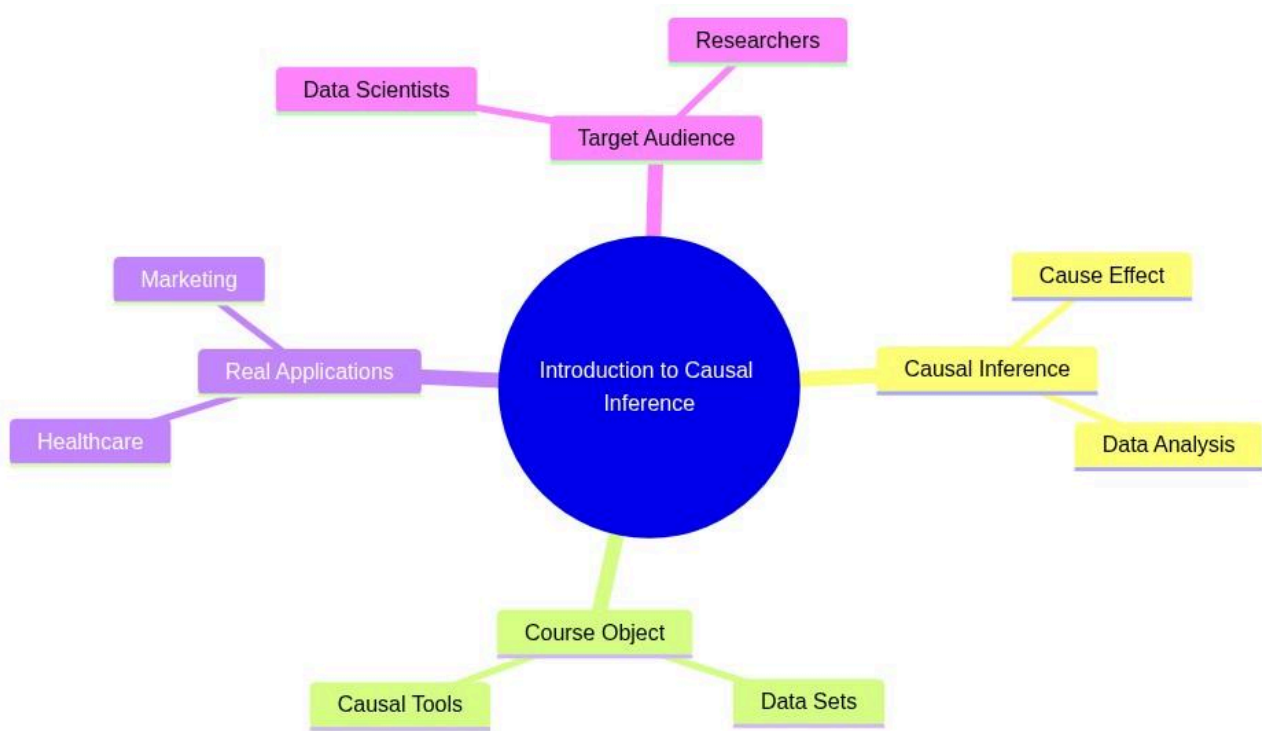 Researchers
Data Scientists
Target Audience
Marketing
Real Applications
Healthcare
Introduction to Causal
Inference
Cause Effect
Causal Inference
Data Analysis
Course Object
Causal Tools
Data Sets